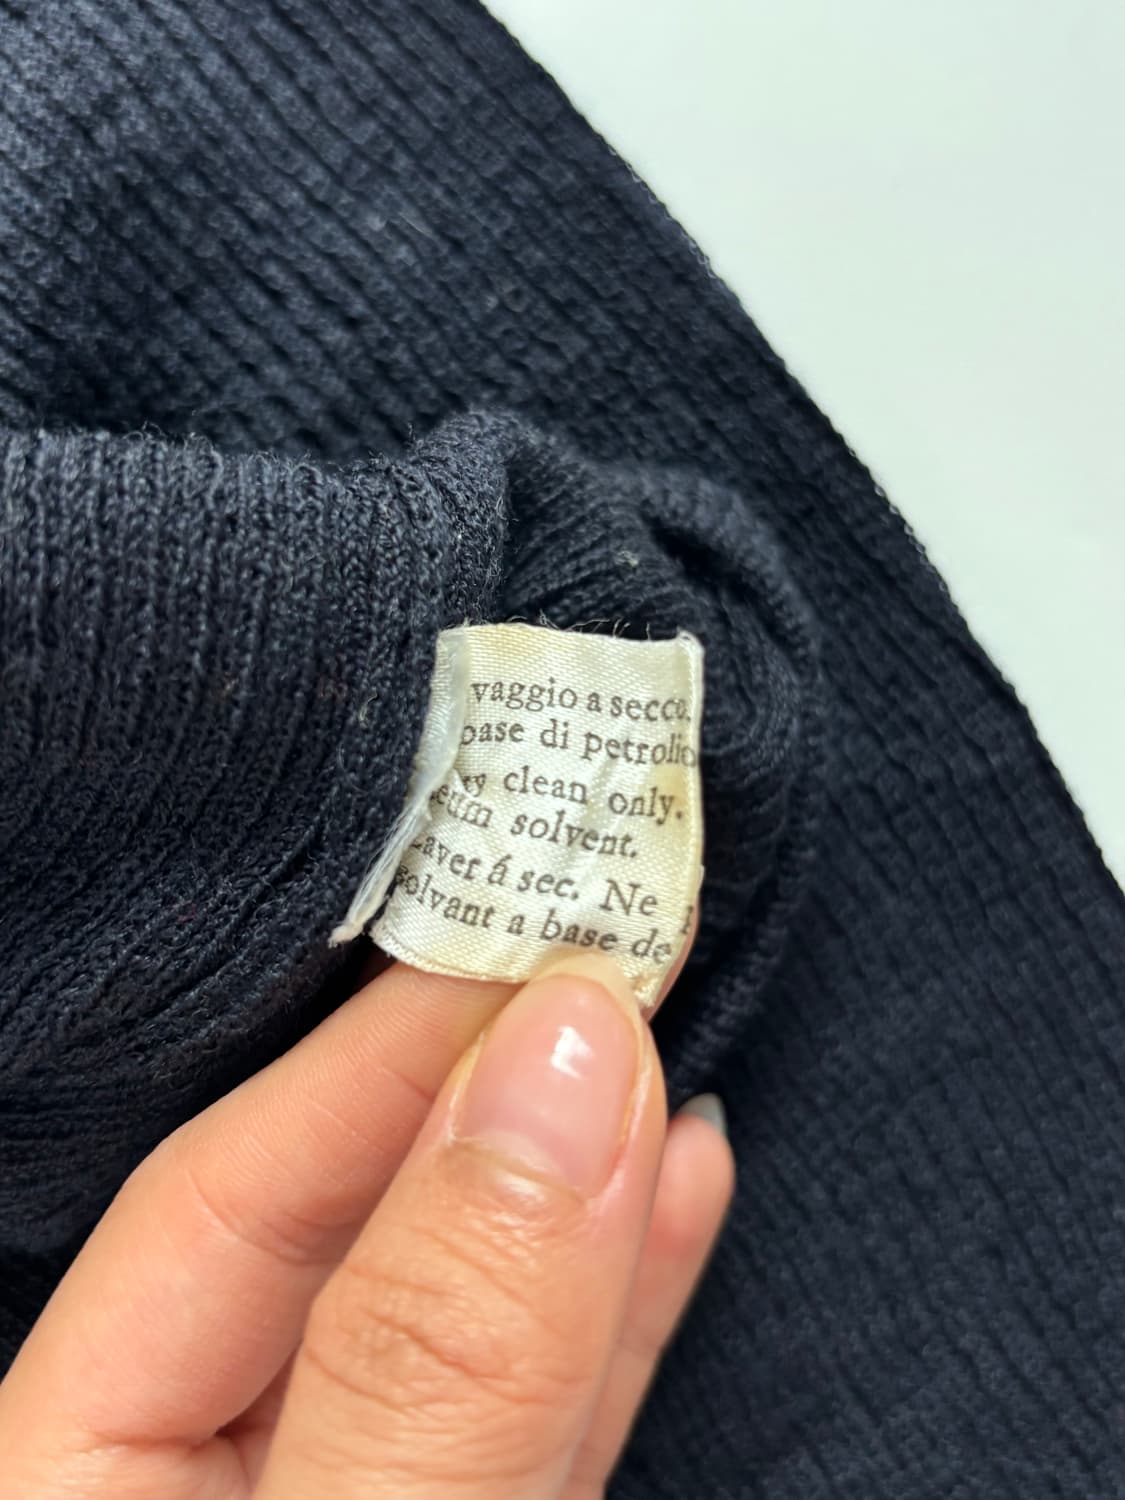 vaggio a secco.
base di petrolio
clean only.
solvent.
Laver á sec. Ne
solvant a base de